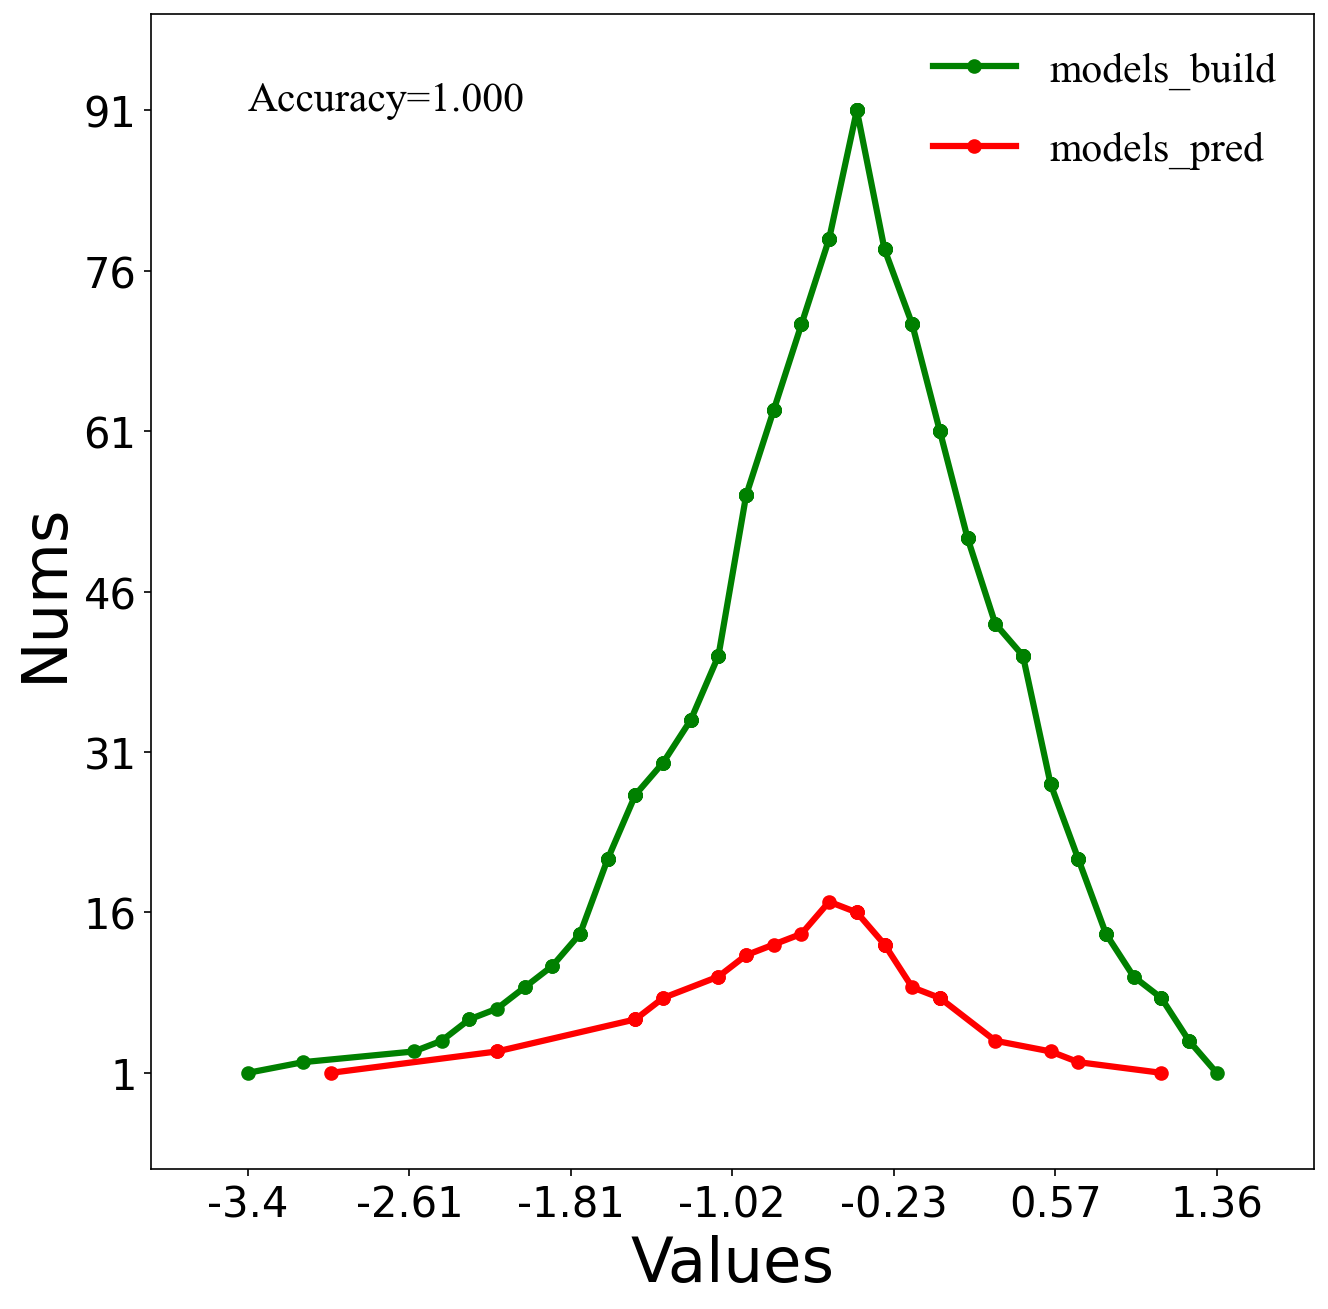 models_build
Accuracy=1.000
models_pred
91
76
61
46
31
16
1
Nums
-3.4 -2.61 -1.81 -1.02 -0.23 0.57 1.36
Values